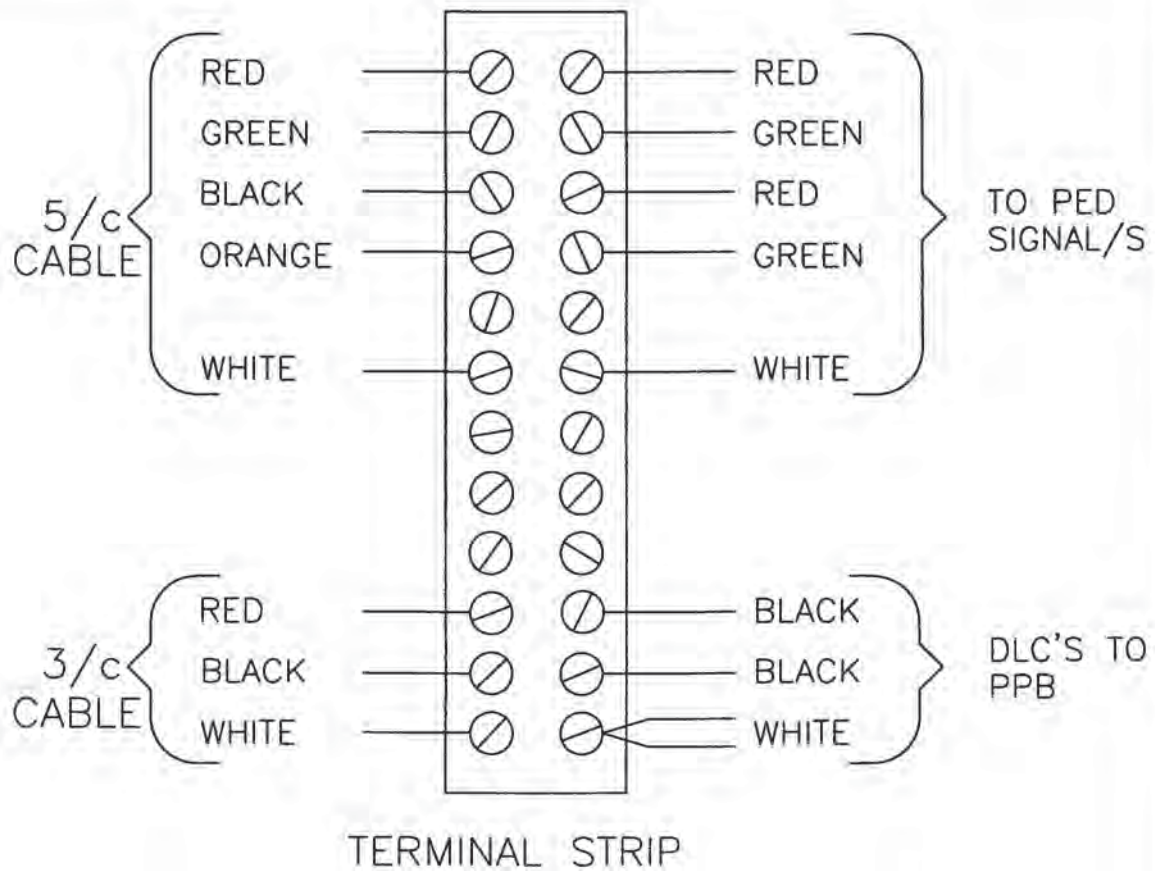 5/c
CABLE
RED
GREEN
BLACK
ORANGE
WHITE
RED
GREEN
RED
GREEN
WHITE
TO PED
SIGNAL/S
3/c
CABLE
RED
BLACK
WHITE
BLACK
BLACK
WHITE
DLC'S TO
PPB
TERMINAL STRIP